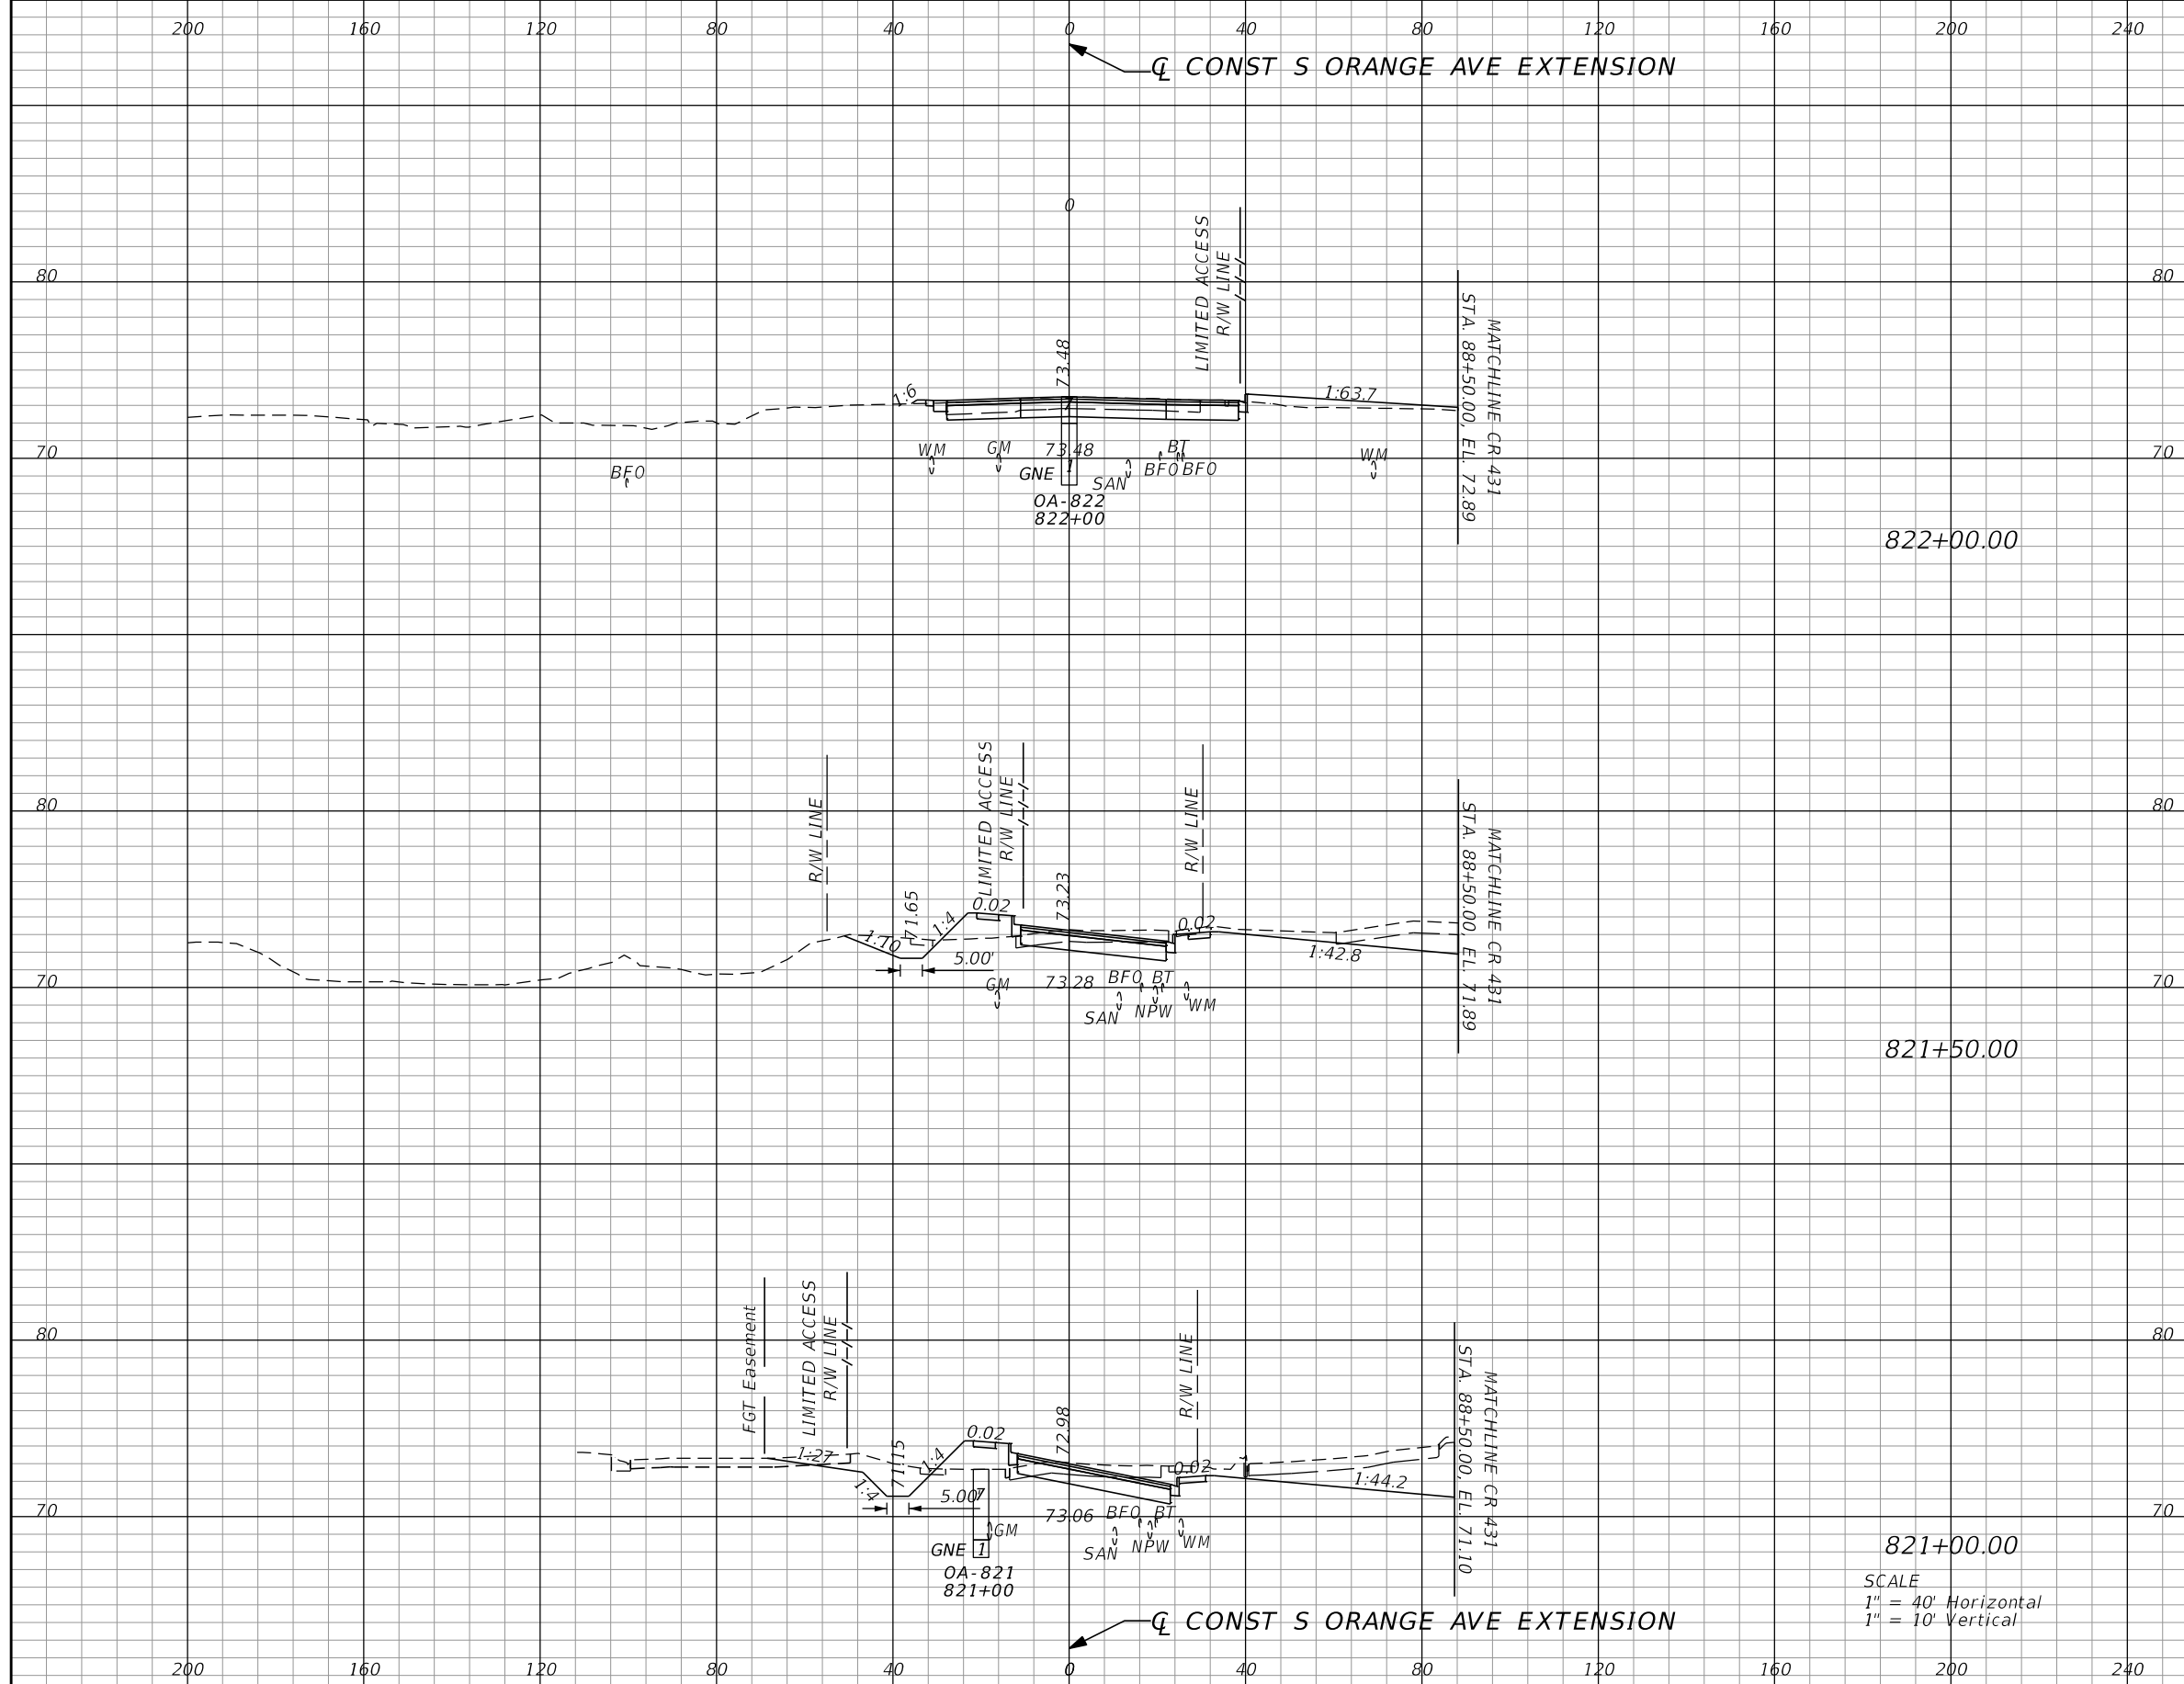 200 160 120 80 40 0 40 80 120 160 200 240
℄ CONST S ORANGE AVE EXTENSION
0
80 80
LIMITED ACCESS
R/W LINE
MATCHLINE CR 431
STA. 88+50.00, EL. 72.89
73.48
1:6
1:63.7
70 70
BFO
WM
GM
73.48
GNE 1
SAN
BFO
BT
BFO
WM
OA-822
822+00
822+00.00
80 80
R/W LINE
LIMITED ACCESS
R/W LINE
R/W LINE
MATCHLINE CR 431
STA. 88+50.00, EL. 71.89
71.65
73.23
0.02
1:4
0.02
1:42.8
5.00'
70 70
GM
73.28
BFO
BT
SAN
NPW
WM
821+50.00
80 80
FGT Easement
LIMITED ACCESS
R/W LINE
R/W LINE
MATCHLINE CR 431
STA. 88+50.00, EL. 71.10
71.15
72.98
0.02
1:27
1:4
1:4
0.02
1:44.2
5.00'
70 70
73.06
BFO
BT
GM
SAN
NPW
WM
GNE 1
OA-821
821+00
821+00.00
SCALE
1" = 40' Horizontal
1" = 10' Vertical
℄ CONST S ORANGE AVE EXTENSION
200 160 120 80 40 0 40 80 120 160 200 240